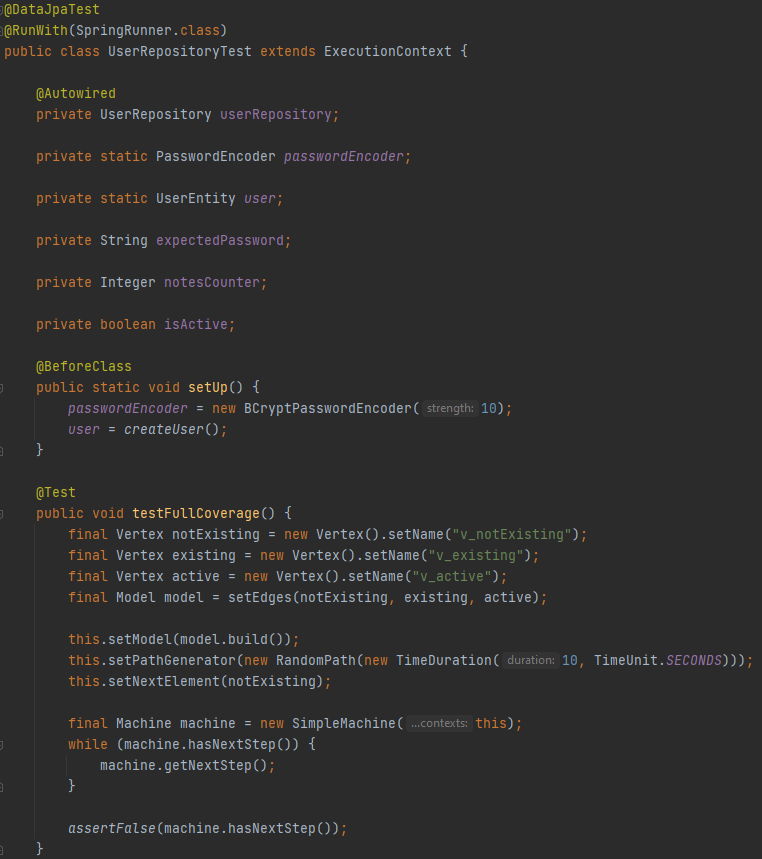 @DataJpaTest
@RunWith(SpringRunner.class)
public class UserRepositoryTest extends ExecutionContext {
@Autowired
private UserRepository userRepository;
private static PasswordEncoder passwordEncoder;
private static UserEntity user;
private String expectedPassword;
private Integer notesCounter;
private boolean isActive;
@BeforeClass
public static void setUp() {
passwordEncoder = new BCryptPasswordEncoder( strength: 10);
user = createUser();
}
@Test
public void testFullCoverage() {
final Vertex notExisting = new Vertex().setName("v_notExisting");
final Vertex existing = new Vertex().setName("v_existing");
final Vertex active = new Vertex().setName("v_active");
final Model model = setEdges(notExisting, existing, active);
this.setModel(model.build());
this.setPathGenerator(new RandomPath(new TimeDuration( duration: 10, TimeUnit.SECONDS)));
this.setNextElement(notExisting);
final Machine machine = new SimpleMachine( ...contexts: this);
while (machine.hasNextStep()) {
machine.getNextStep();
}
assertFalse(machine.hasNextStep());
}